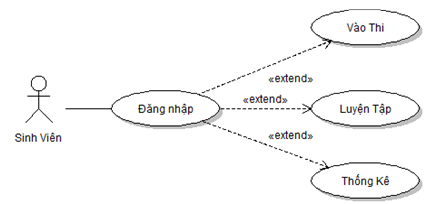 Vào Thi
«extend»
«extend»
Đăng nhập
Luyện Tập
Sinh Viên
«extend»
Thống Kê